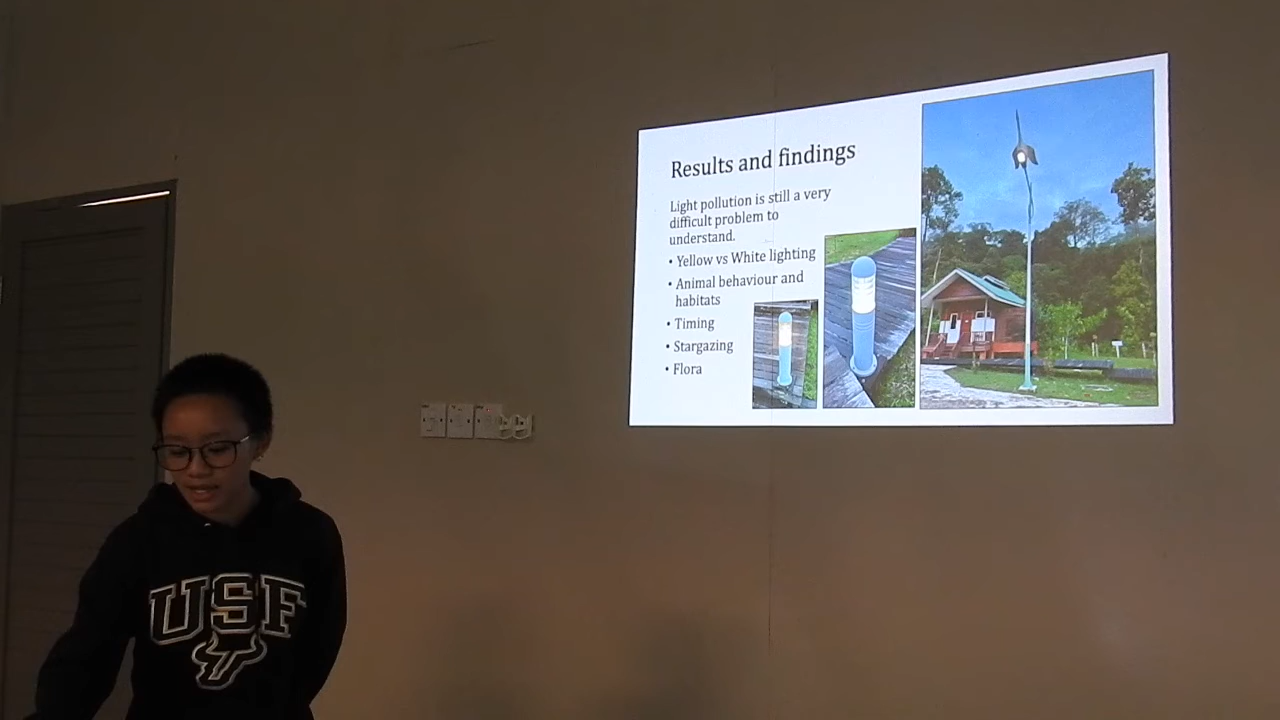 Results and findings
Light pollution is still a very
difficult problem to
understand.
• Yellow vs White lighting
• Animal behaviour and
habitats
• Timing
• Stargazing
• Flora
USF